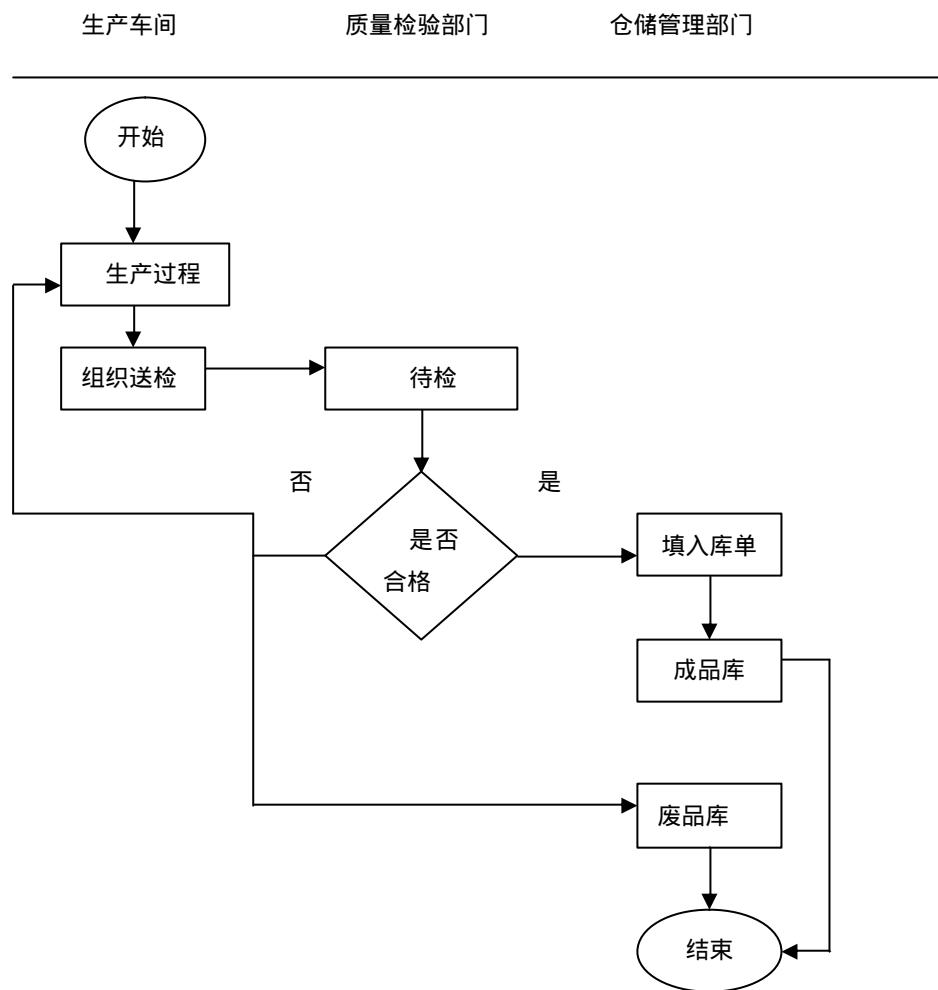 生产车间 质量检验部门 仓储管理部门
开始
生产过程
组织送检
待检
否
是
是否
合格
填入库单
成品库
废品库
结束